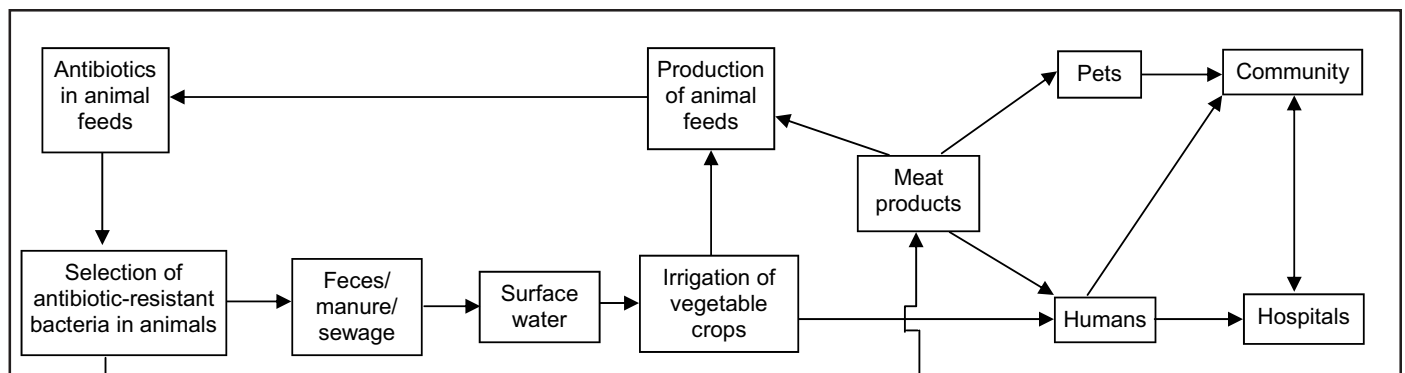 Antibiotics
in animal
feeds
Production
of animal
feeds
Pets
Community
Meat
products
Selection of
antibiotic-resistant
bacteria in animals
Feces/
manure/
sewage
Surface
water
Irrigation of
vegetable
crops
Humans
Hospitals